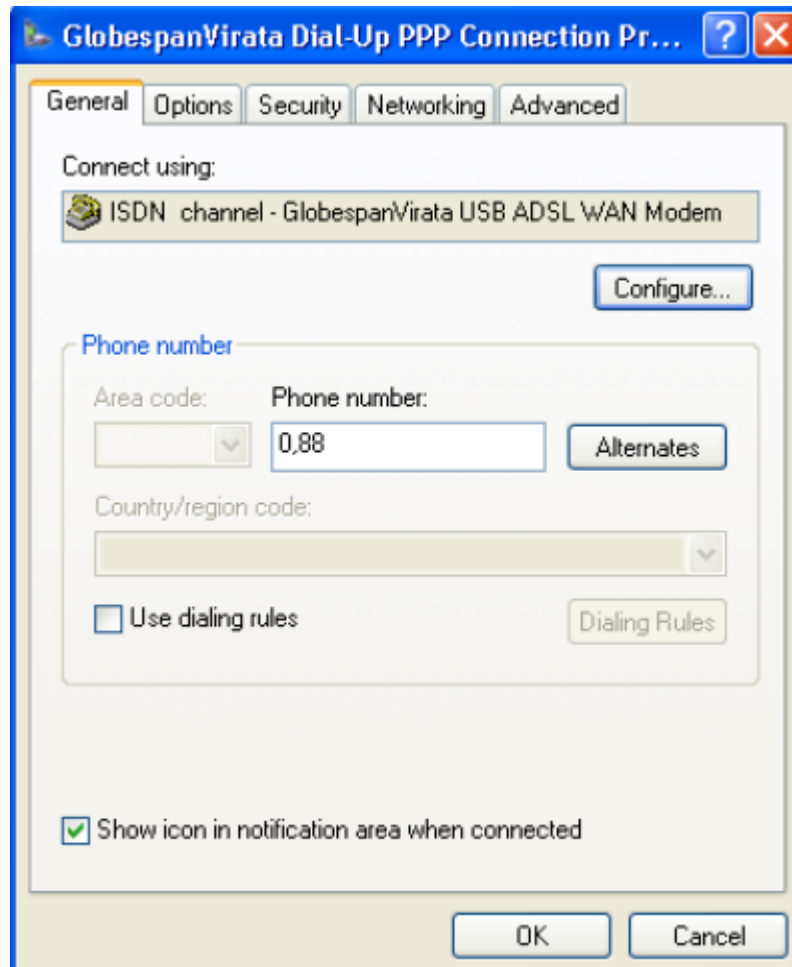 GlobespanVirata Dial-Up PPP Connection Pr... ?
General Options Security Networking Advanced
Connect using:
ISDN channel - GlobespanVirata USB ADSL WAN Modem
Configure...
Phone number
Area code: Phone number:
0,88 Alternates
Country/region code:
Use dialing rules Dialing Rules
Show icon in notification area when connected
OK Cancel